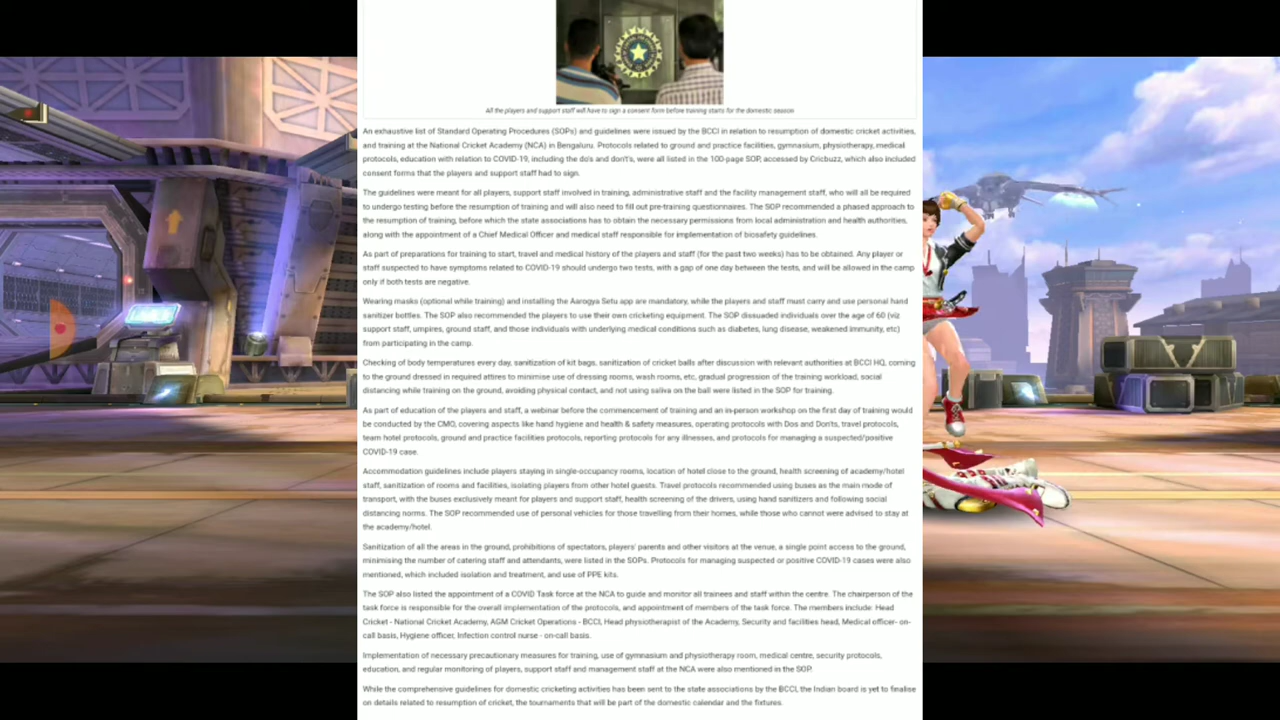 All the players and support staff will have to sign a consent form before training starts for the domestic season
An exhaustive list of Standard Operating Procedures (SOPs) and guidelines were issued by the BCCI in relation to resumption of domestic cricket activities,
and training at the National Cricket Academy (NCA) in Bengaluru. Protocols related to ground and practice facilities, gymnasium, physiotherapy, medical
protocols, education with relation to COVID-19, including the do's and don't's, were all listed in the 100-page SOP, accessed by Cricbuzz, which also included
consent forms that the players and support staff had to sign.
The guidelines were meant for all players, support staff involved in training, administrative staff and the facility management staff, who will all be required
to undergo testing before the resumption of training and will also need to fill out pre-training questionnaires. The SOP recommended a phased approach to
the resumption of training, before which the state associations has to obtain the necessary permissions from local administration and health authorities,
along with the appointment of a Chief Medical Officer and medical staff responsible for implementation of biosafety guidelines.
As part of preparations for training to start, travel and medical history of the players and staff (for the past two weeks) has to be obtained. Any player or
staff suspected to have symptoms related to COVID-19 should undergo two tests, with a gap of one day between the tests, and will be allowed in the camp
only if both tests are negative.
Wearing masks (optional while training) and installing the Aarogya Setu app are mandatory, while the players and staff must carry and use personal hand
sanitizer bottles. The SOP also recommended the players to use their own cricketing equipment. The SOP dissuaded individuals over the age of 60 (viz
support staff, umpires, ground staff, and those individuals with underlying medical conditions such as diabetes, lung disease, weakened immunity, etc)
from participating in the camp.
Checking of body temperatures every day, sanitization of kit bags, sanitization of cricket balls after discussion with relevant authorities at BCCI HQ, coming
to the ground dressed in required attires to minimise use of dressing rooms, wash rooms, etc, gradual progression of the training workload, social
distancing while training on the ground, avoiding physical contact, and not using saliva on the ball were listed in the SOP for training.
As part of education of the players and staff, a webinar before the commencement of training and an in-person workshop on the first day of training would
be conducted by the CMO, covering aspects like hand hygiene and health & safety measures, operating protocols with Dos and Don'ts, travel protocols,
team hotel protocols, ground and practice facilities protocols, reporting protocols for any illnesses, and protocols for managing a suspected/positive
COVID-19 case.
Accommodation guidelines include players staying in single-occupancy rooms, location of hotel close to the ground, health screening of academy/hotel
staff, sanitization of rooms and facilities, isolating players from other hotel guests. Travel protocols recommended using buses as the main mode of
transport, with the buses exclusively meant for players and support staff, health screening of the drivers, using hand sanitizers and following social
distancing norms. The SOP recommended use of personal vehicles for those travelling from their homes, while those who cannot were advised to stay at
the academy/hotel.
Sanitization of all the areas in the ground, prohibitions of spectators, players' parents and other visitors at the venue, a single point access to the ground,
minimising the number of catering staff and attendants, were listed in the SOPs. Protocols for managing suspected or positive COVID-19 cases were also
mentioned, which included isolation and treatment, and use of PPE kits.
The SOP also listed the appointment of a COVID Task force at the NCA to guide and monitor all trainees and staff within the centre. The chairperson of the
task force is responsible for the overall implementation of the protocols, and appointment of members of the task force. The members include: Head
Cricket - National Cricket Academy, AGM Cricket Operations - BCCI, Head physiotherapist of the Academy, Security and facilities head, Medical officer- on-
call basis, Hygiene officer, Infection control nurse - on-call basis.
Implementation of necessary precautionary measures for training, use of gymnasium and physiotherapy room, medical centre, security protocols,
education, and regular monitoring of players, support staff and management staff at the NCA were also mentioned in the SOP.
While the comprehensive guidelines for domestic cricketing activities has been sent to the state associations by the BCCI, the Indian board is yet to finalise
on details related to resumption of cricket, the tournaments that will be part of the domestic calendar and the fixtures.